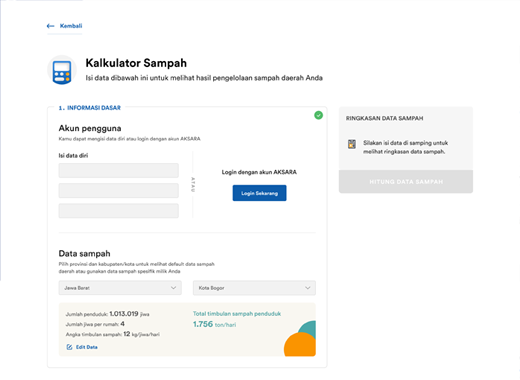 ← Kembali
Kalkulator Sampah
Isi data dibawah ini untuk melihat hasil pengelolaan sampah daerah Anda
1. INFORMASI DASAR
Akun pengguna
Kamu dapat mengisi data diri atau login dengan akun AKSARA
Isi data diri
ATAU
Login dengan akun AKSARA
Login Sekarang
Data sampah
Pilih provinsi dan kabupaten/kota untuk melihat default data sampah
daerah atau gunakan data sampah spesifik milik Anda
Jawa Barat
Kota Bogor
Jumlah penduduk: 1.013.019 jiwa
Jumlah jiwa per rumah: 4
Angka timbulan sampah: 12 kg/jiwa/hari
Edit Data
Total timbulan sampah penduduk
1.756 ton/hari
RINGKASAN DATA SAMPAH
Silakan isi data di samping untuk
melihat ringkasan data sampah.
HITUNG DATA SAMPAH